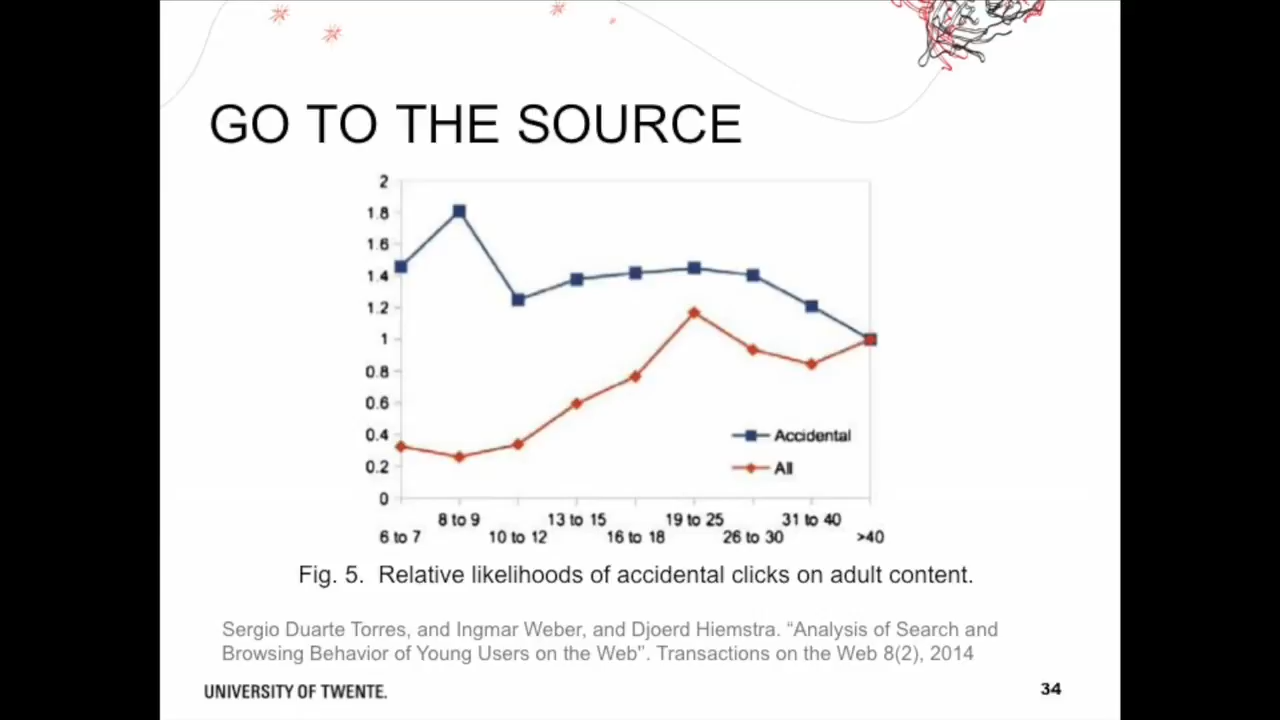 GO TO THE SOURCE
2
1.8
1.6
1.4
1.2
1
0.8
0.6
0.4
0.2
0
Accidental
All
8 to 9 13 to 15 19 to 25 31 to 40
6 to 7 10 to 12 16 to 18 26 to 30 >40
Fig. 5. Relative likelihoods of accidental clicks on adult content.
Sergio Duarte Torres, and Ingmar Weber, and Djoerd Hiemstra. “Analysis of Search and
Browsing Behavior of Young Users on the Web”. Transactions on the Web 8(2), 2014
UNIVERSITY OF TWENTE.
34